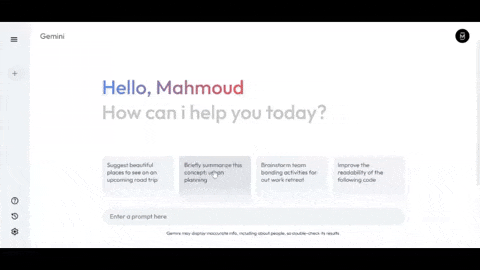 Gemini
Hello, Mahmoud
How can i help you today?
Suggest beautiful
places to see on an
upcoming road trip
Briefly summarize this
concept: urban
planning
Brainstorm team
bonding activities for
out work retreat
Improve the
readability of the
following code
Enter a prompt here
Gemini may display inaccurate info, including about people, so double-check its results